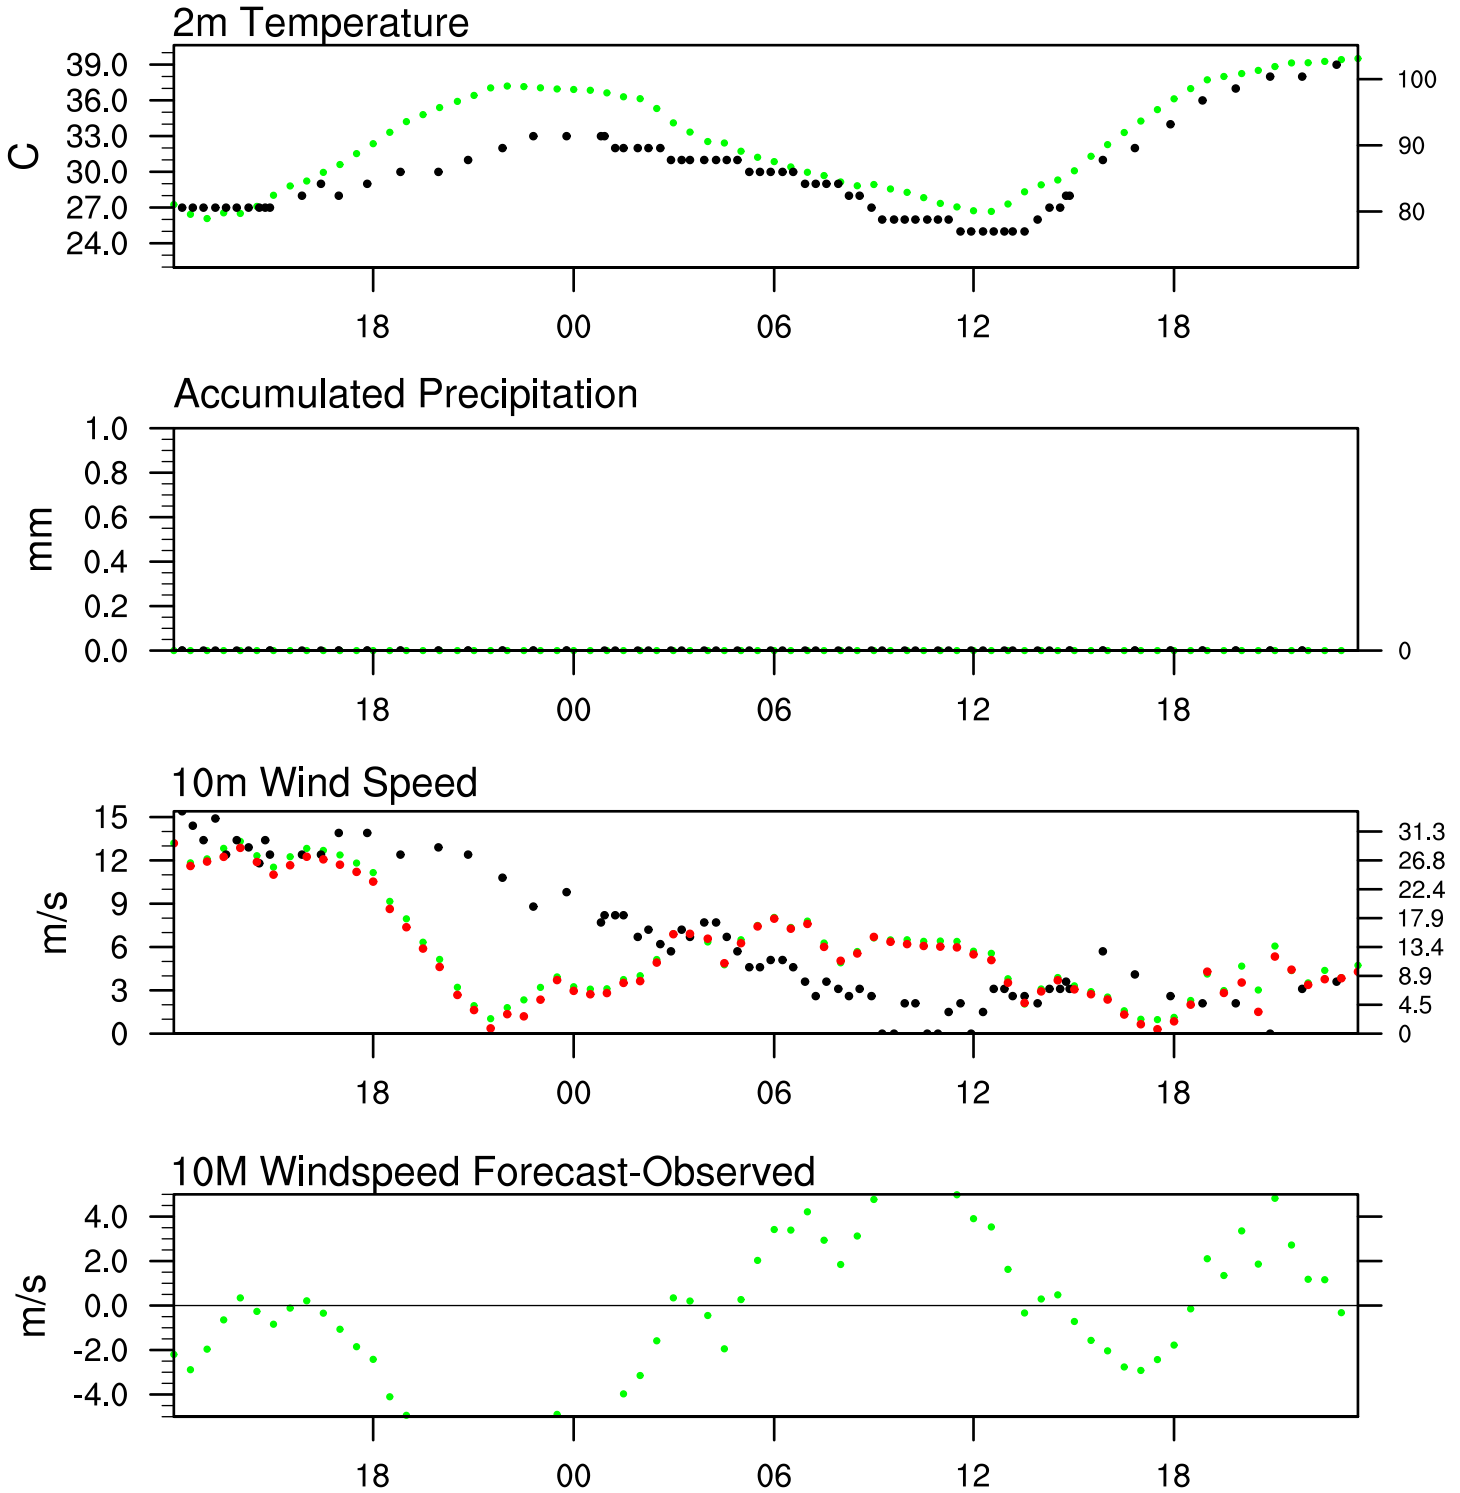 2m Temperature
39.0
36.0
33.0
30.0
27.0
24.0
C
100
90
80
18 00 06 12 18
Accumulated Precipitation
1.0
0.8
0.6
0.4
0.2
0.0
mm
0
18 00 06 12 18
10m Wind Speed
15
12
9
6
3
0
m/s
31.3
26.8
22.4
17.9
13.4
8.9
4.5
0
18 00 06 12 18
10M Windspeed Forecast-Observed
4.0
2.0
0.0
-2.0
-4.0
m/s
18 00 06 12 18